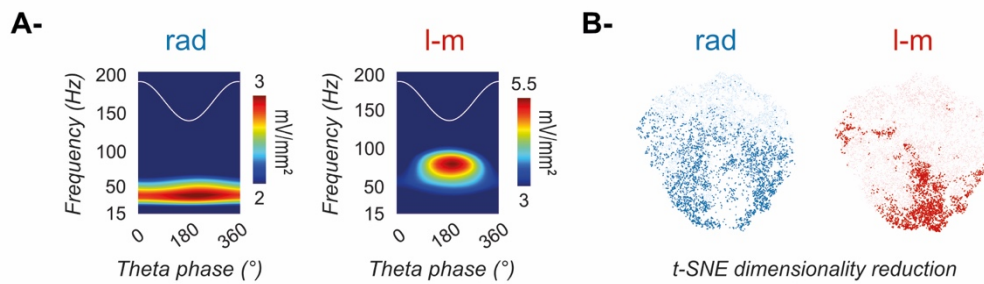 A-
rad
l-m
B-
rad
l-m
Frequency (Hz)
200
150
100
50
15
0
180
360
Theta phase (°)
3
mV/mm²
2
Frequency (Hz)
200
150
100
50
15
0
180
360
Theta phase (°)
5.5
mV/mm²
3
t-SNE dimensionality reduction